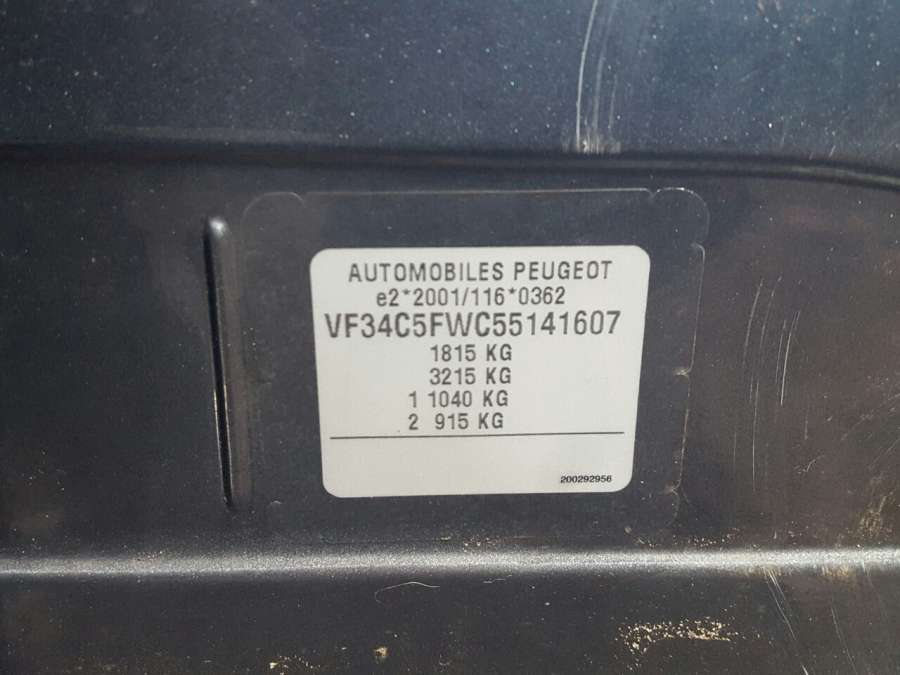 AUTOMOBILES PEUGEOT
e2*2001/116*0362
VF34C5FWC55141607
1815 KG
3215 KG
1 1040 KG
2 915 KG
200292956